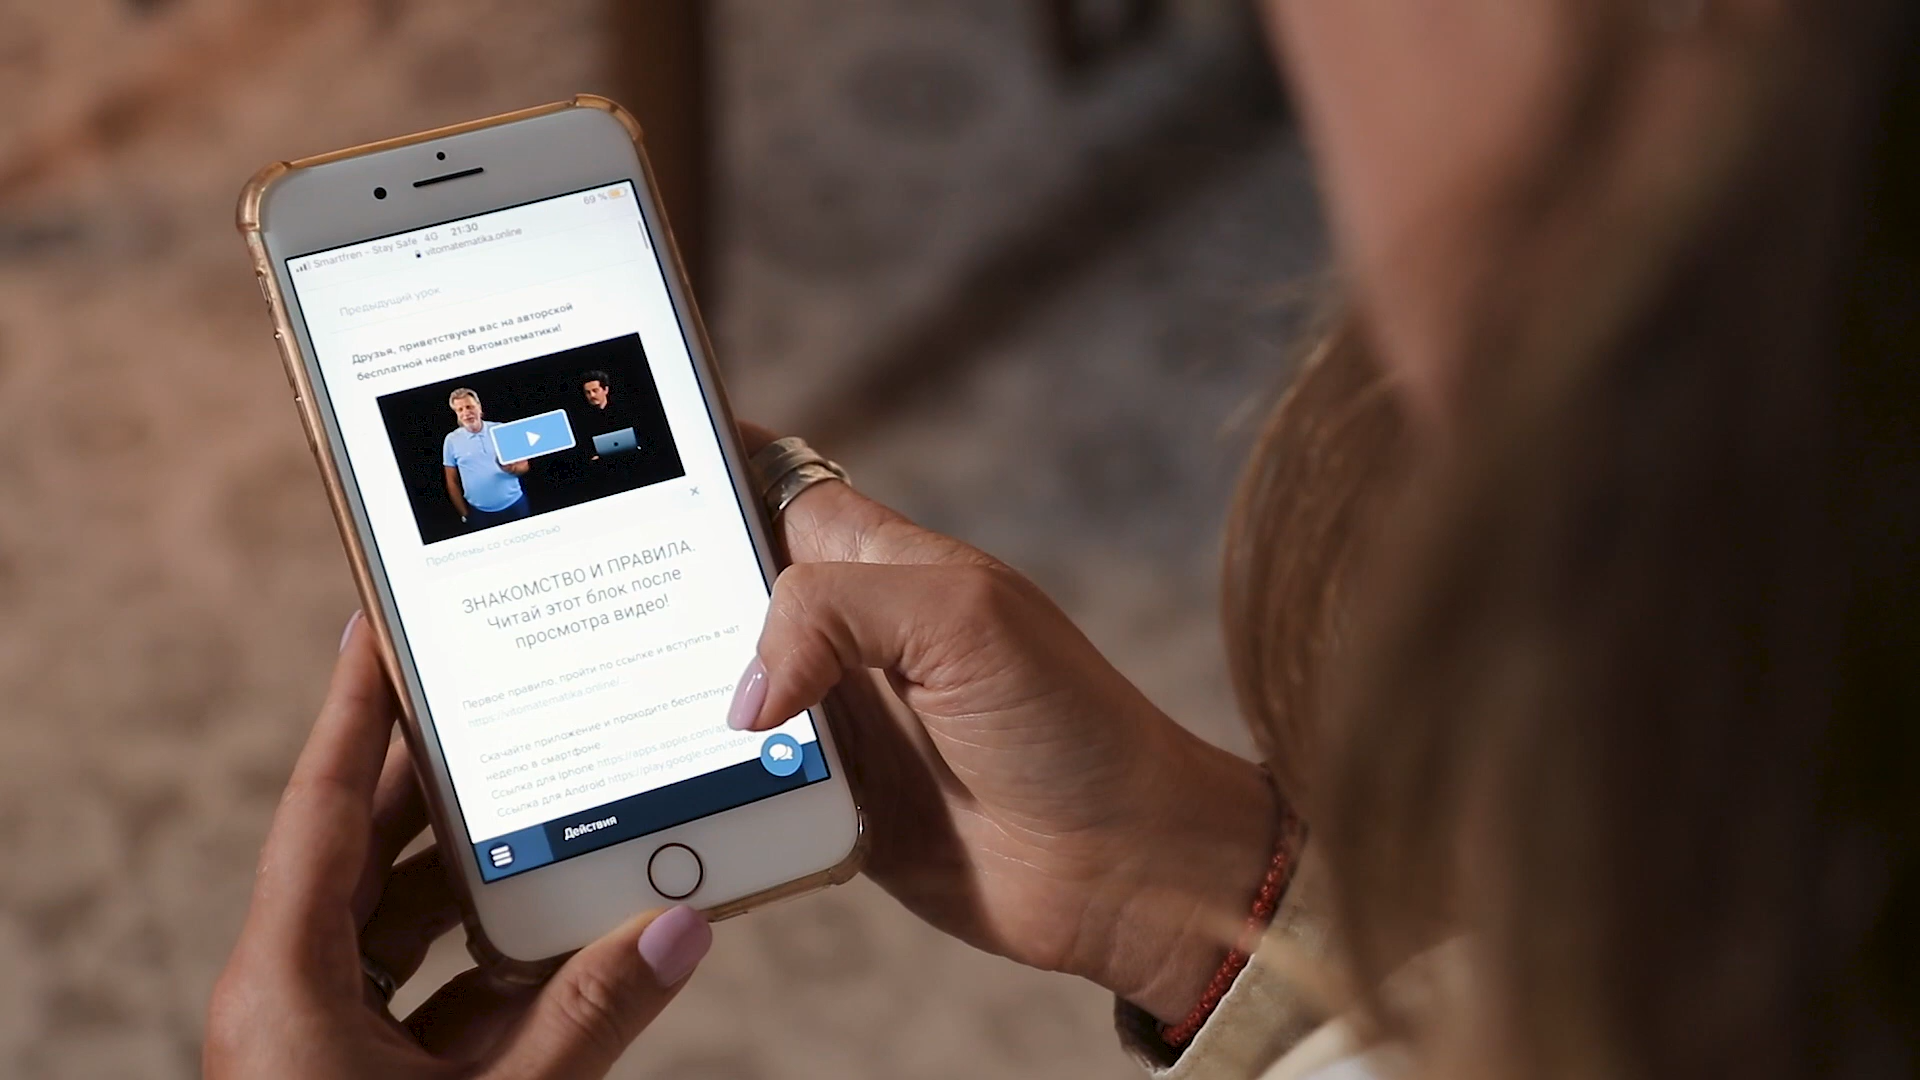 Smartfren - Stay Safe 4G 21:30 69 %
vitomatematika.online
Предыдущий урок
Друзья, приветствуем вас на авторской
бесплатной неделе Витоматематики!
Проблемы со скоростью
ЗНАКОМСТВО И ПРАВИЛА.
Читай этот блок после
просмотра видео!
Первое правило, пройти по ссылке и вступить в чат
https://vitomatematika.online/...
Скачайте приложение и проходите бесплатную
неделю в смартфоне
Ссылка для Iphone https://apps.apple.com/app
Ссылка для Android https://play.google.com/store/
Действия